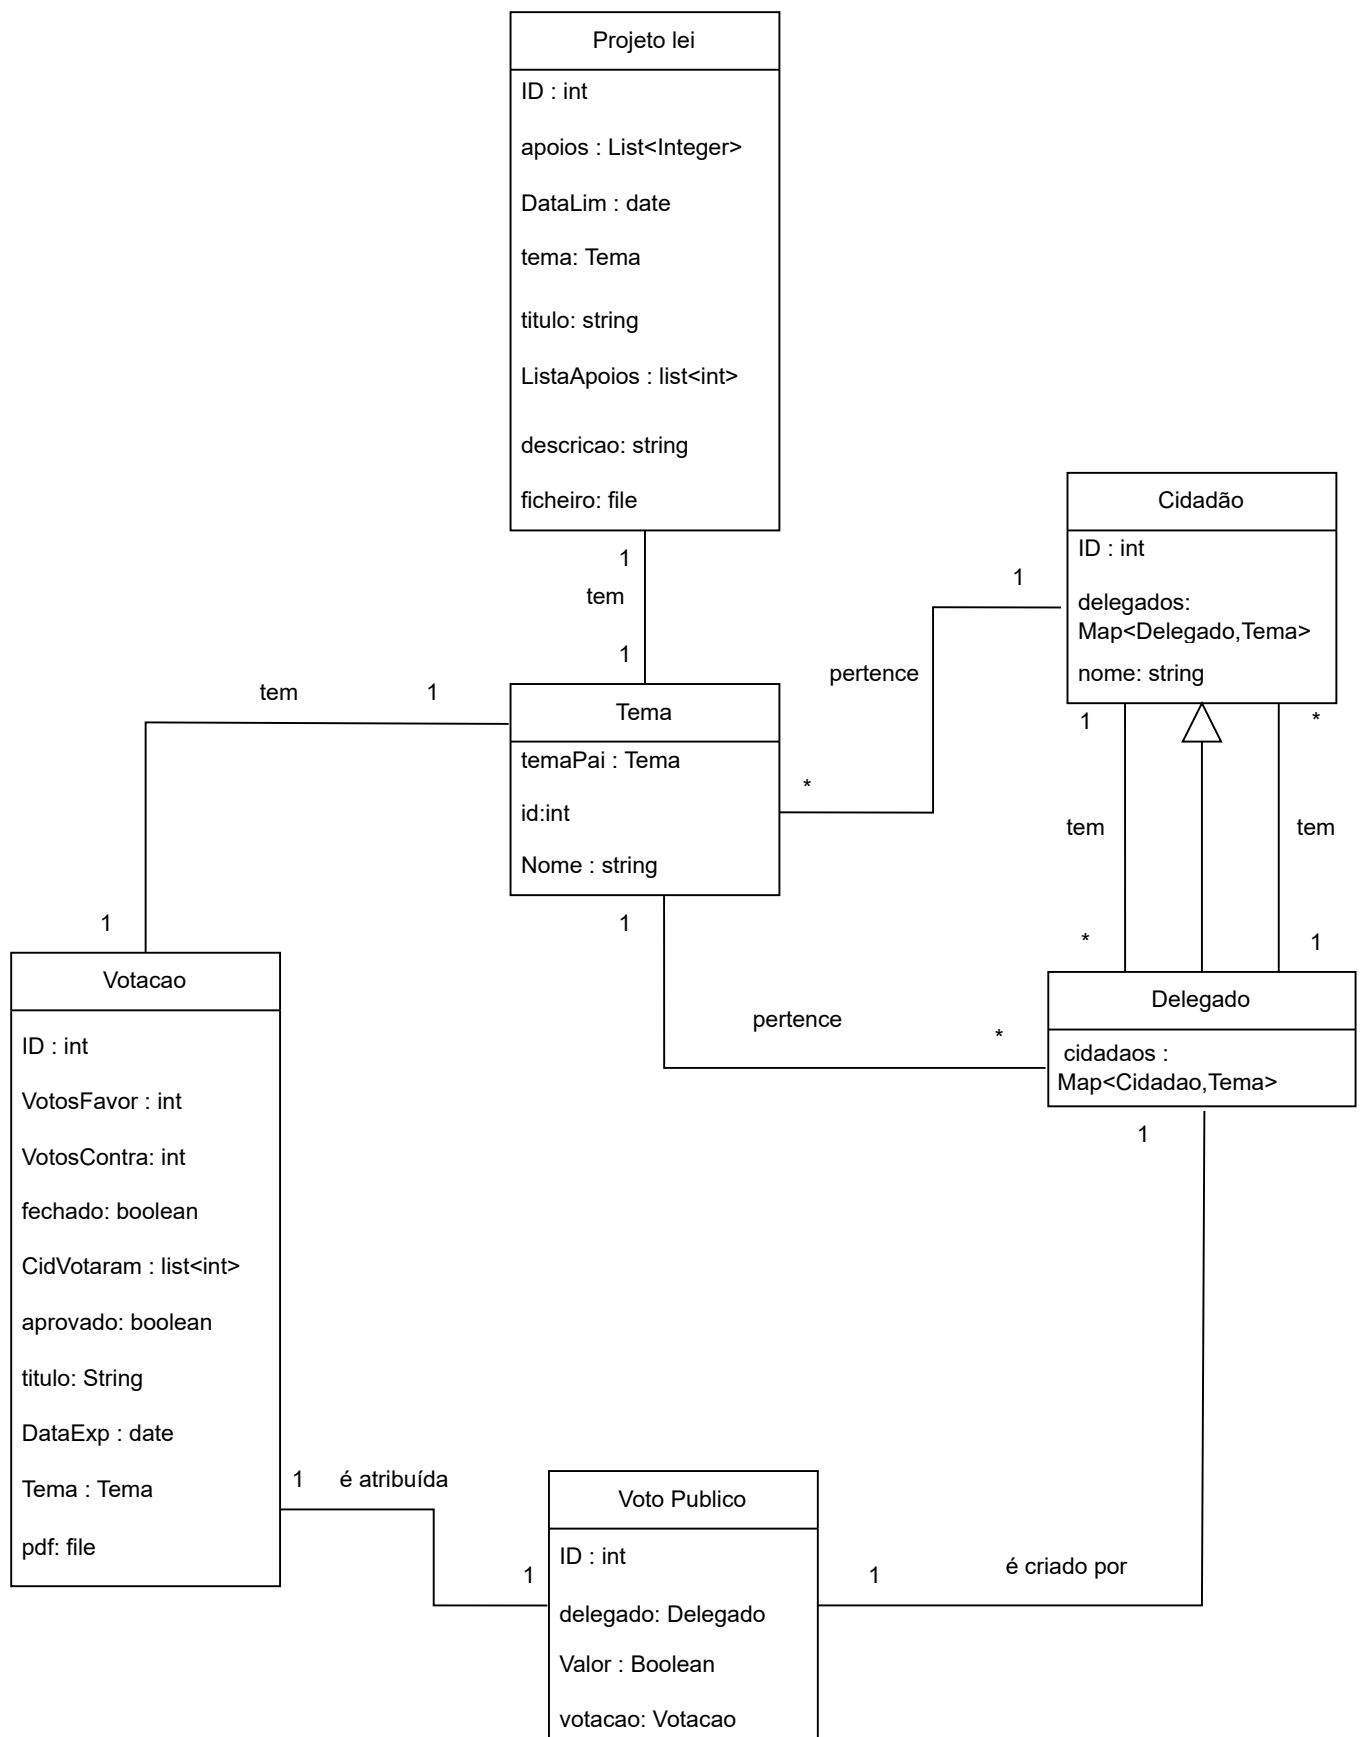 Projeto lei
ID : int
apoios : List<Integer>
DataLim : date
tema: Tema
titulo: string
ListaApoios : list<int>
descricao: string
ficheiro: file
1
tem
1
Cidadão
ID : int
delegados:
Map<Delegado,Tema>
nome: string
1
pertence
*
tem
1
1
Tema
temaPai : Tema
id:int
Nome : string
1
*
tem
tem
*
1
1
pertence
*
Delegado
cidadaos :
Map<Cidadao,Tema>
1
Votacao
ID : int
VotosFavor : int
VotosContra: int
fechado: boolean
CidVotaram : list<int>
aprovado: boolean
titulo: String
DataExp : date
Tema : Tema
pdf: file
1
é atribuída
1
Voto Publico
ID : int
delegado: Delegado
Valor : Boolean
votacao: Votacao
1
é criado por